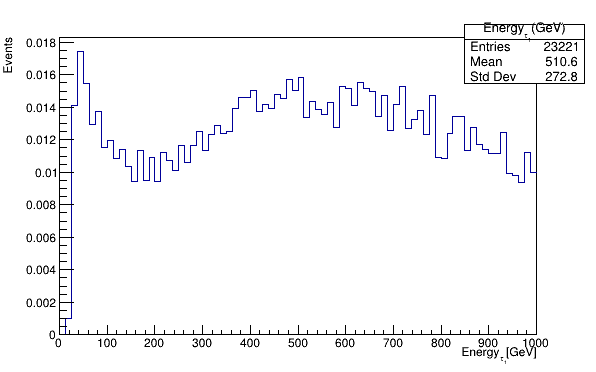 Energy_τ₁ (GeV)
Entries 23221
Mean 510.6
Std Dev 272.8
Events
0.018
0.016
0.014
0.012
0.01
0.008
0.006
0.004
0.002
0
0 100 200 300 400 500 600 700 800 900 1000
Energy_τ₁ [GeV]